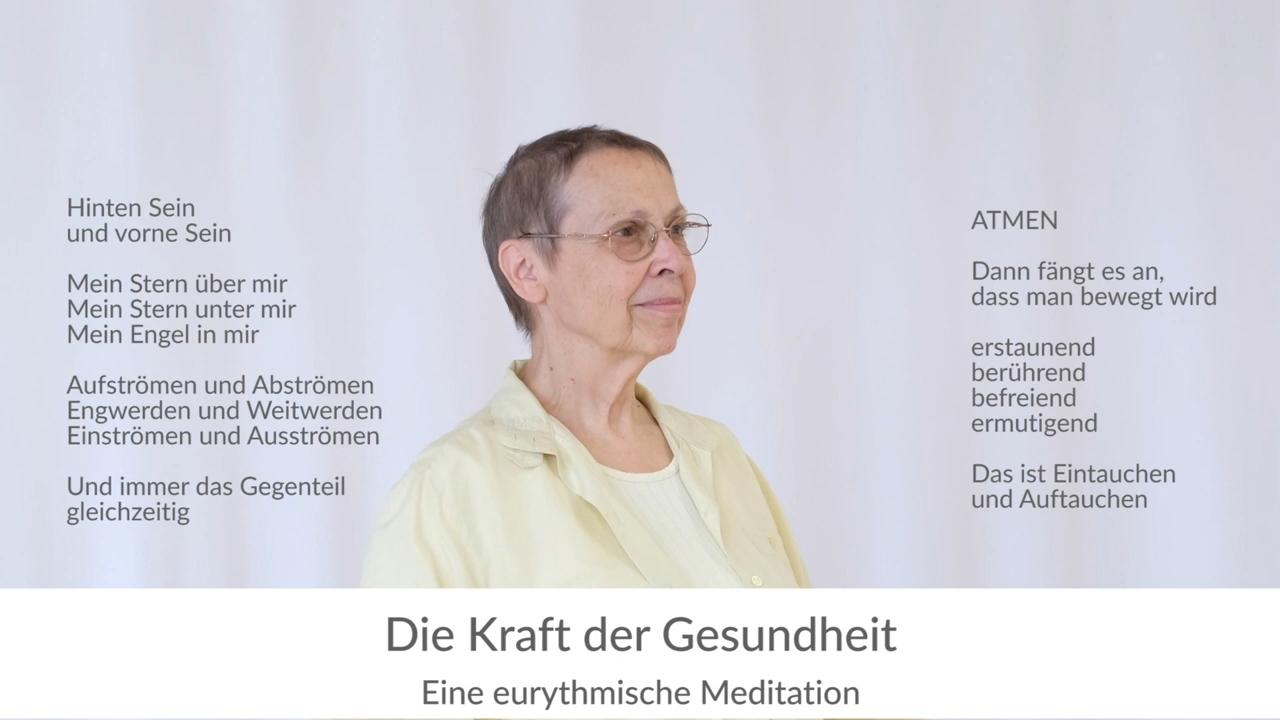 Hinten Sein
und vorne Sein
Mein Stern über mir
Mein Stern unter mir
Mein Engel in mir
Aufströmen und Abströmen
Engwerden und Weitwerden
Einströmen und Ausströmen
Und immer das Gegenteil
gleichzeitig
ATMEN
Dann fängt es an,
dass man bewegt wird
erstaunend
berührend
befreiend
ermutigend
Das ist Eintauchen
und Auftauchen
Die Kraft der Gesundheit
Eine eurythmische Meditation